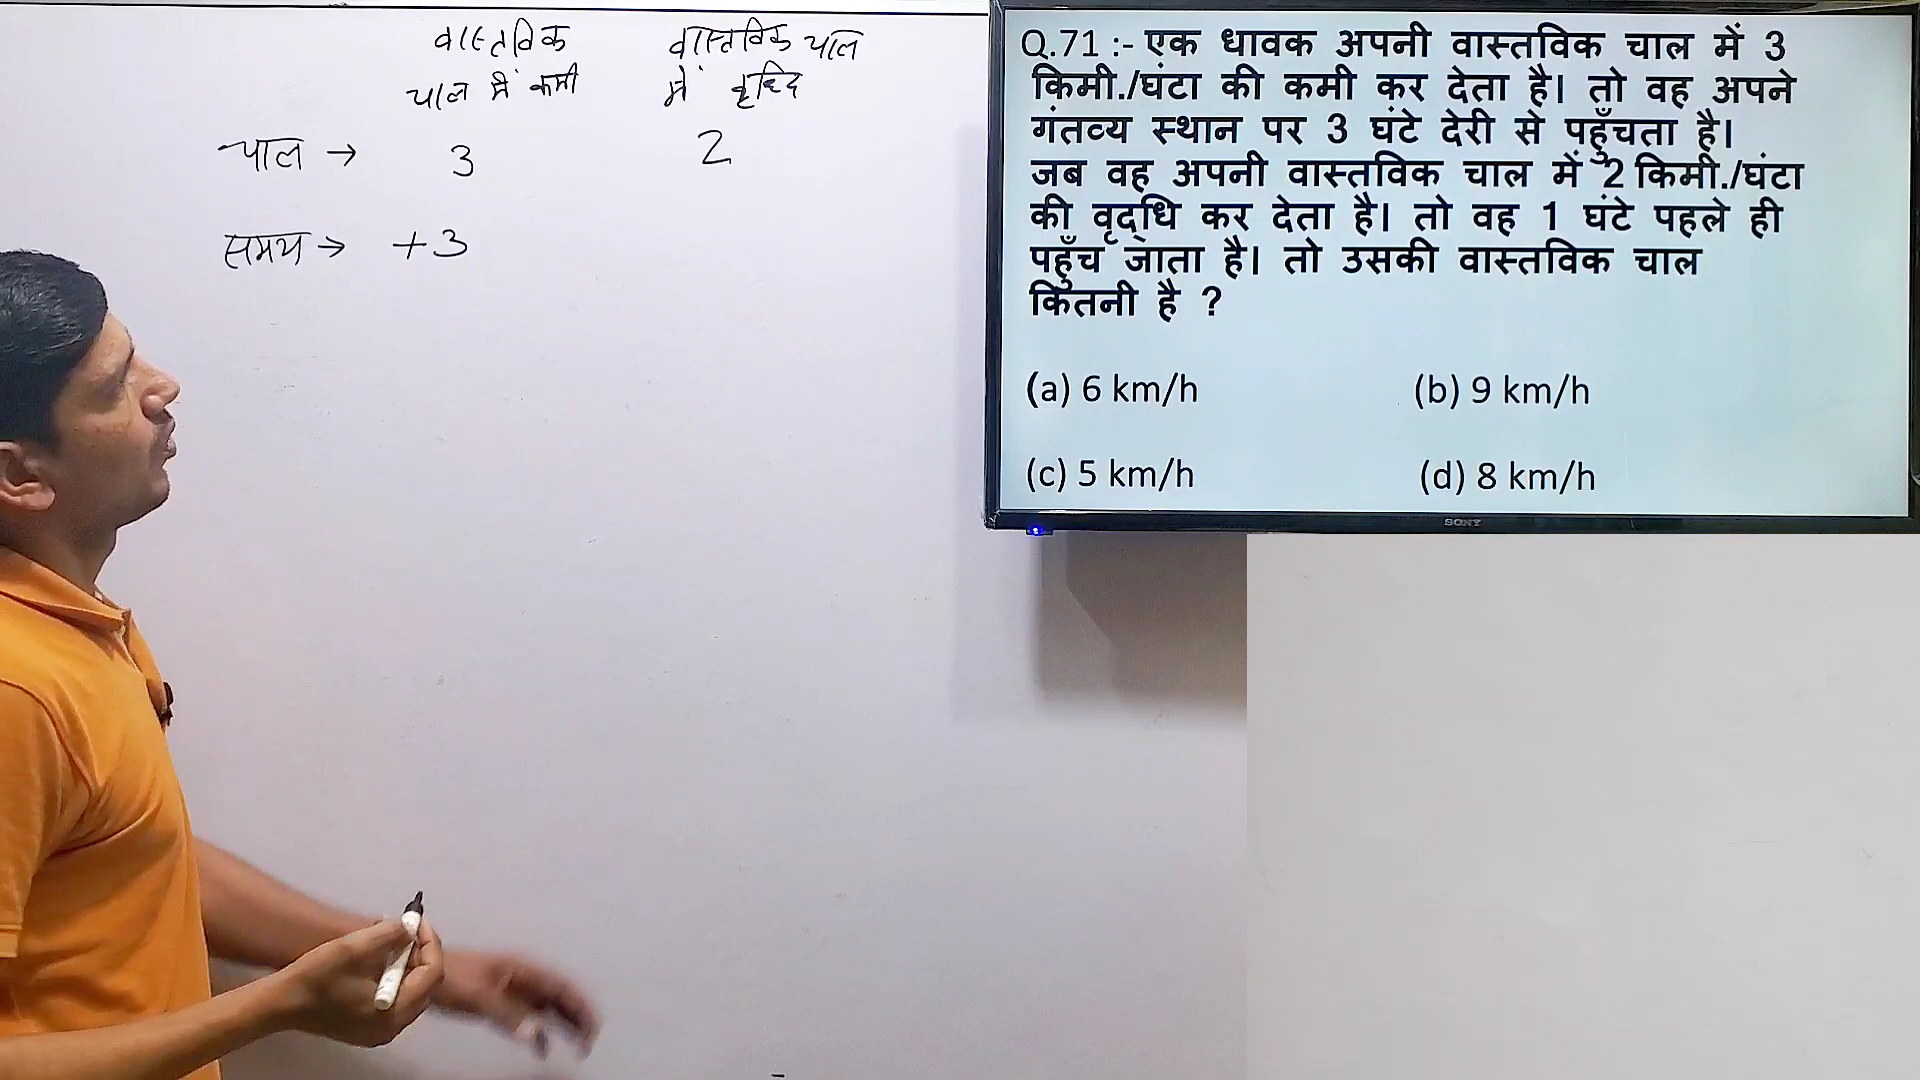 वास्तविक
चाल में कमी
वास्तविक चाल
में वृध्दि
चाल → 3 2
समय → +3
Q.71 :- एक धावक अपनी वास्तविक चाल में 3
किमी./घंटा की कमी कर देता है। तो वह अपने
गंतव्य स्थान पर 3 घंटे देरी से पहुँचता है।
जब वह अपनी वास्तविक चाल में 2 किमी./घंटा
की वृद्धि कर देता है। तो वह 1 घंटे पहले ही
पहुँच जाता है। तो उसकी वास्तविक चाल
कितनी है ?
(a) 6 km/h (b) 9 km/h
(c) 5 km/h (d) 8 km/h
SONY